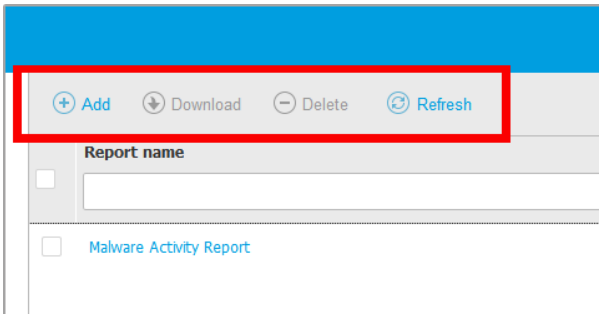 Add Download Delete Refresh
Report name
Malware Activity Report